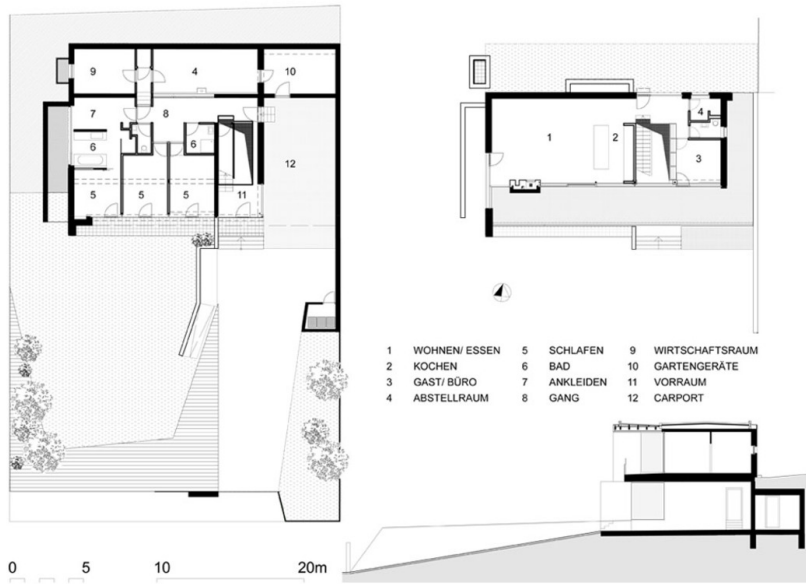 9 4 10
7 8
6 6 12
5 5 5 11
4
1 2
3
1 WOHNEN/ ESSEN 5 SCHLAFEN 9 WIRTSCHAFTSRAUM
2 KOCHEN 6 BAD 10 GARTENGERÄTE
3 GAST/ BÜRO 7 ANKLEIDEN 11 VORRAUM
4 ABSTELLRAUM 8 GANG 12 CARPORT
0 5 10 20m